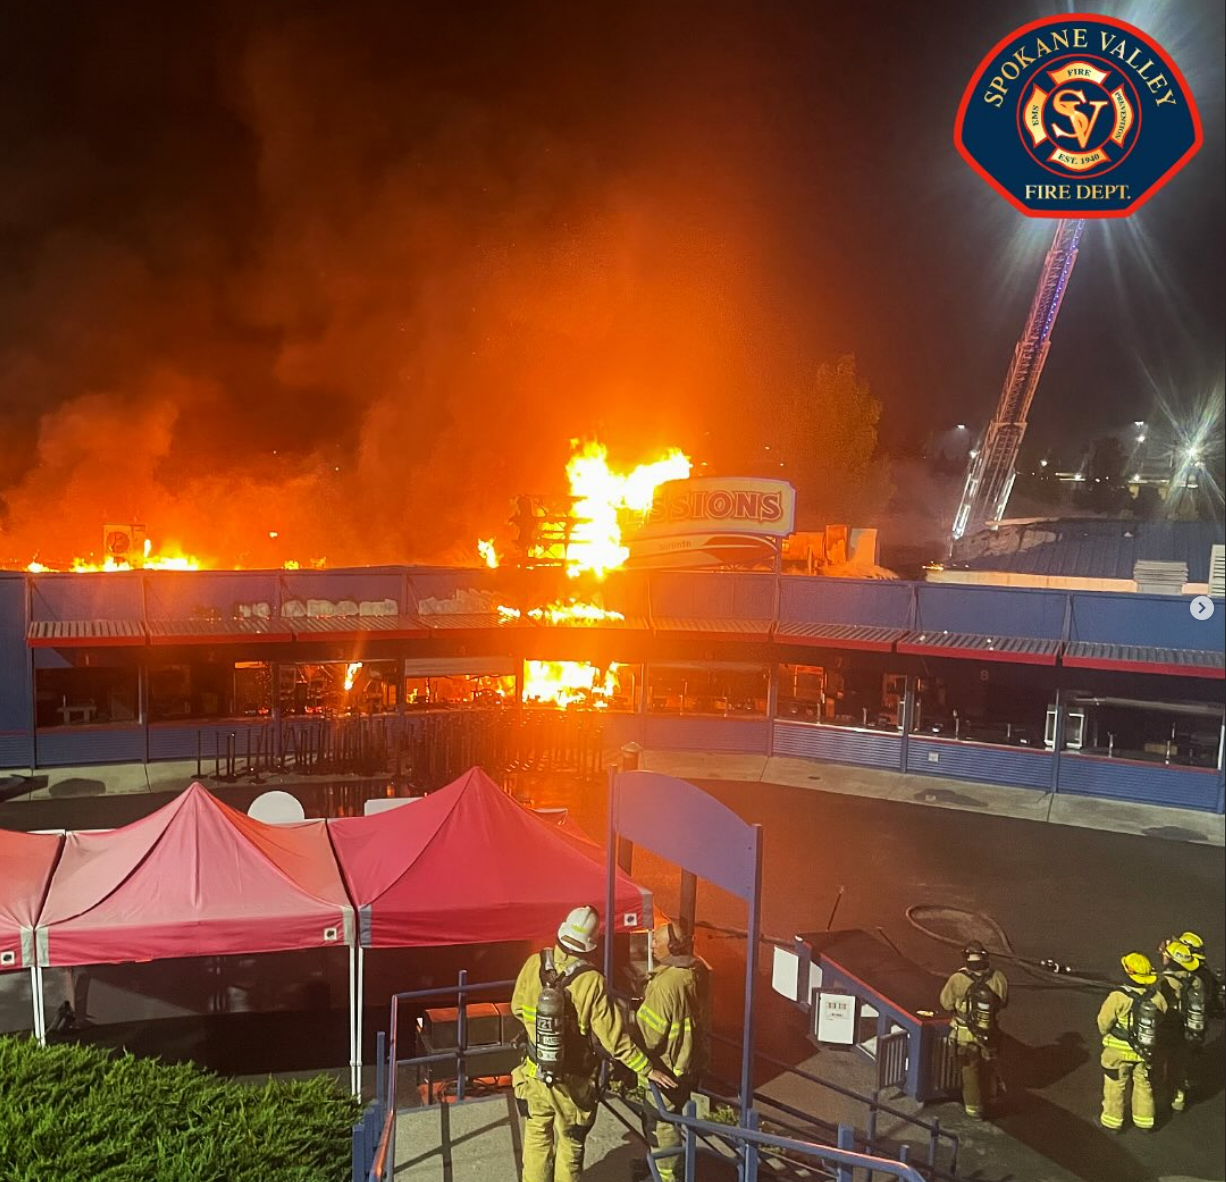 SPOKANE VALLEY
FIRE
EMS
PREVENTION
SV
EST. 1940
FIRE DEPT.
SSIONS